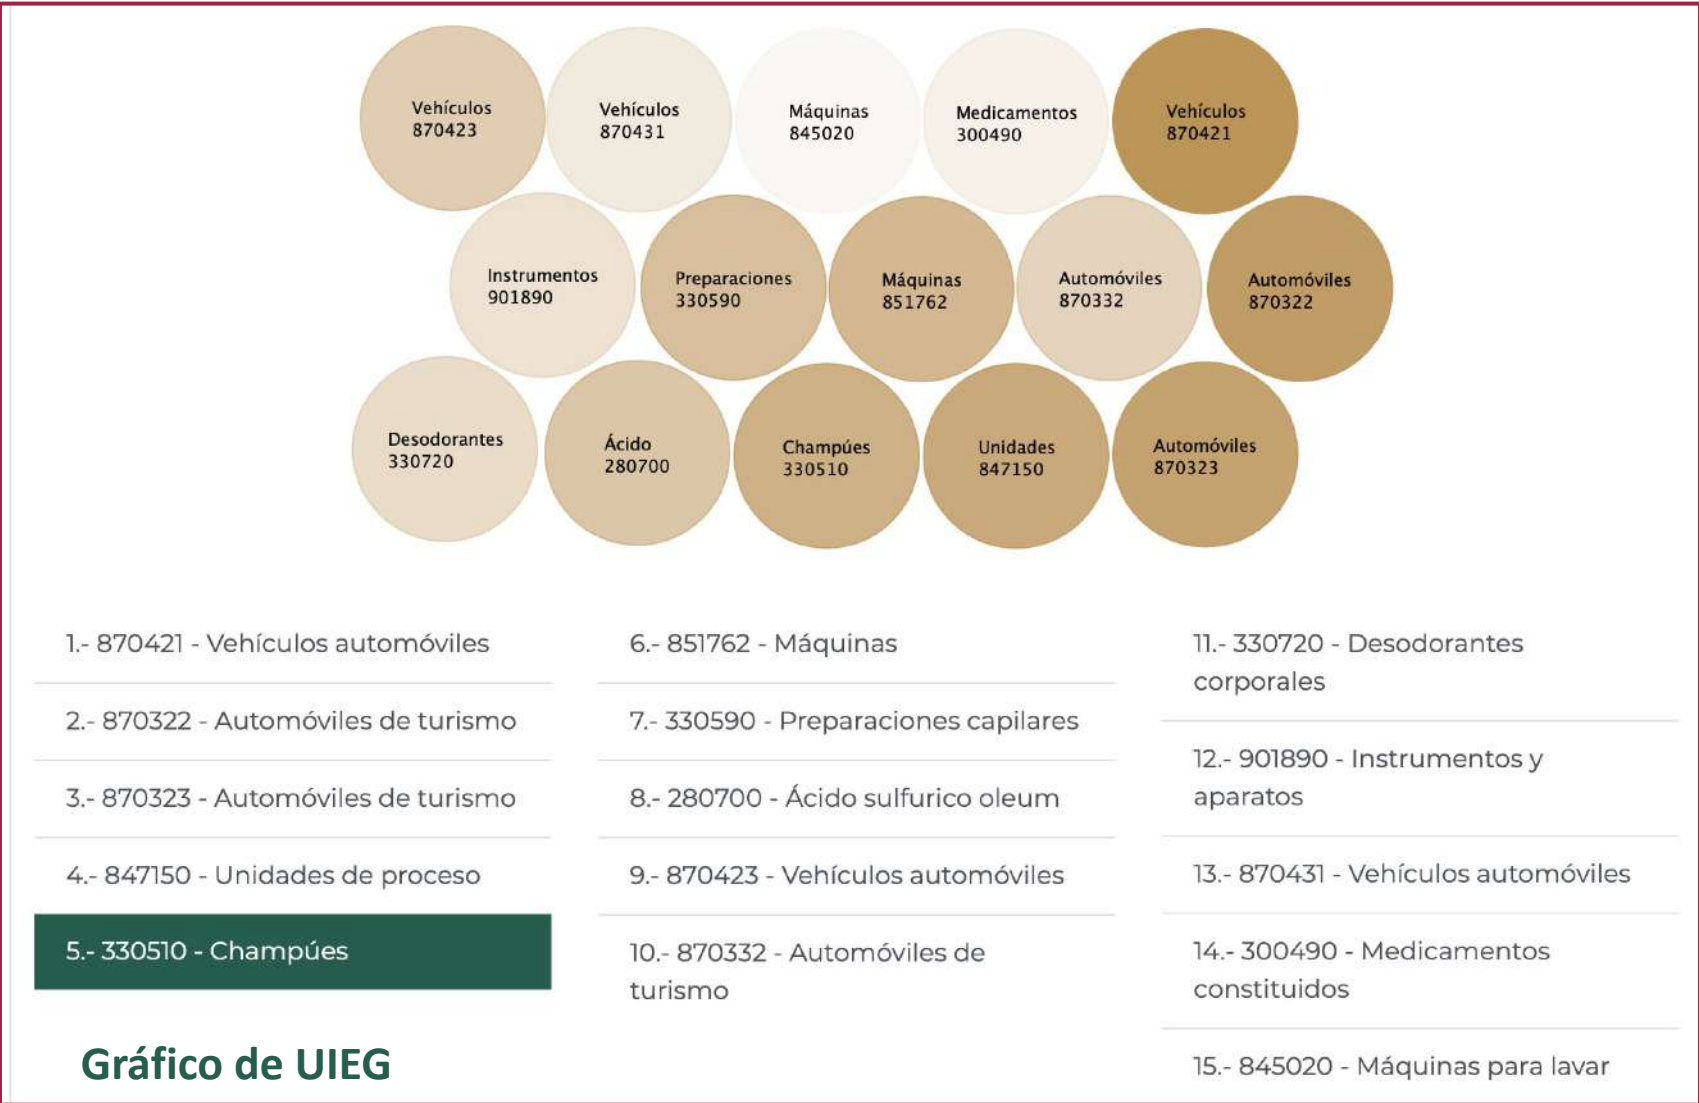 Vehículos
870423
Vehículos
870431
Máquinas
845020
Medicamentos
300490
Vehículos
870421
Instrumentos
901890
Preparaciones
330590
Máquinas
851762
Automóviles
870332
Automóviles
870322
Desodorantes
330720
Ácido
280700
Champúes
330510
Unidades
847150
Automóviles
870323
1.- 870421 - Vehículos automóviles
2.- 870322 - Automóviles de turismo
3.- 870323 - Automóviles de turismo
4.- 847150 - Unidades de proceso
5.- 330510 - Champúes
6.- 851762 - Máquinas
7.- 330590 - Preparaciones capilares
8.- 280700 - Ácido sulfurico oleum
9.- 870423 - Vehículos automóviles
10.- 870332 - Automóviles de
turismo
11.- 330720 - Desodorantes
corporales
12.- 901890 - Instrumentos y
aparatos
13.- 870431 - Vehículos automóviles
14.- 300490 - Medicamentos
constituidos
15.- 845020 - Máquinas para lavar
Gráfico de UIEG